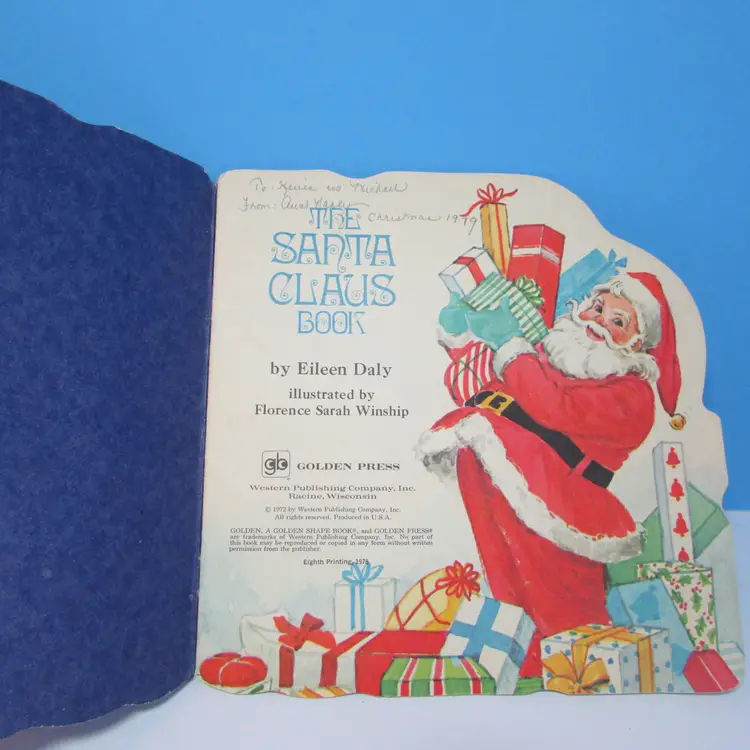 To: Kevin and Michael
From: Aunt
Christmas 1979
THE
SANTA
CLAUS
BOOK
by Eileen Daly
illustrated by
Florence Sarah Winship
GOLDEN PRESS
Western Publishing Company, Inc.
Racine, Wisconsin
© 1972 by Western Publishing Company, Inc.
All rights reserved. Produced in U.S.A.
GOLDEN, A GOLDEN SHAPE BOOK®, and GOLDEN PRESS®
are trademarks of Western Publishing Company, Inc. No part of
this book may be reproduced or copied in any form without written
permission from the publisher.
Eighth Printing, 1976